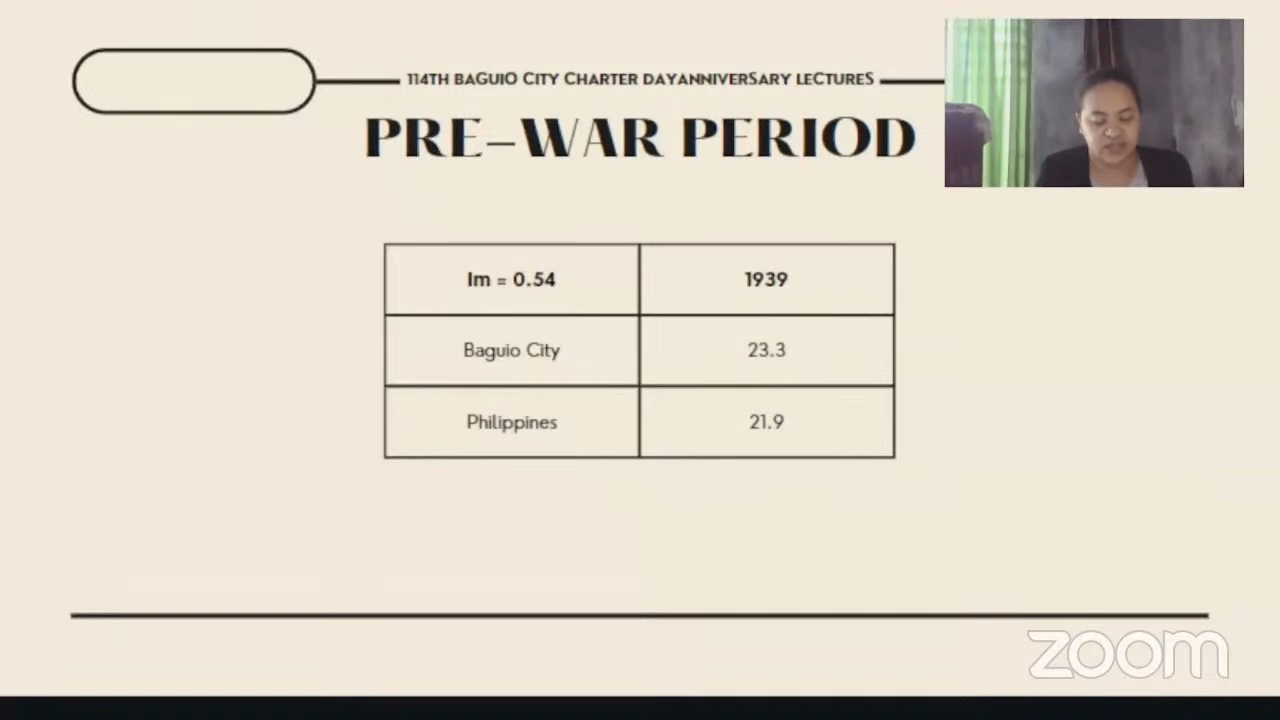 114TH BAGUIO CITY CHARTER DAYANNIVERSARY LECTURES
PRE–WAR PERIOD
Im = 0.54 1939
Baguio City 23.3
Philippines 21.9
zoom